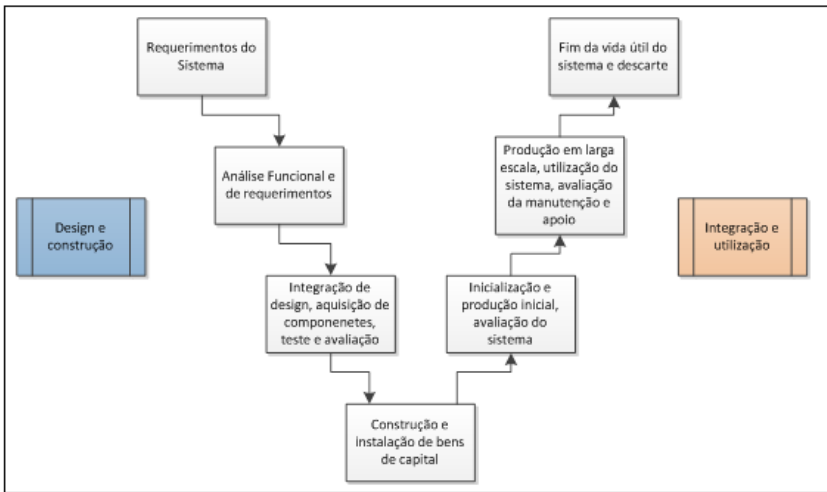 Requerimentos do
Sistema
Fim da vida útil do
sistema e descarte
Análise Funcional e
de requerimentos
Produção em larga
escala, utilização do
sistema, avaliação
da manutenção e
apoio
Design e
construção
Integração e
utilização
Integração de
design, aquisição de
componenetes,
teste e avaliação
Inicialização e
produção inicial,
avaliação do
sistema
Construção e
instalação de bens
de capital